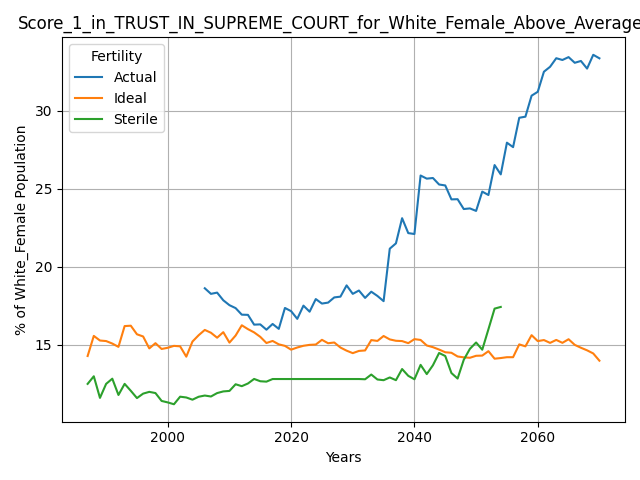 Score_1_in_TRUST_IN_SUPREME_COURT_for_White_Female_Above_Average
Fertility
Actual
Ideal
Sterile
% of White_Female Population
30
25
20
15
2000
2020
2040
2060
Years